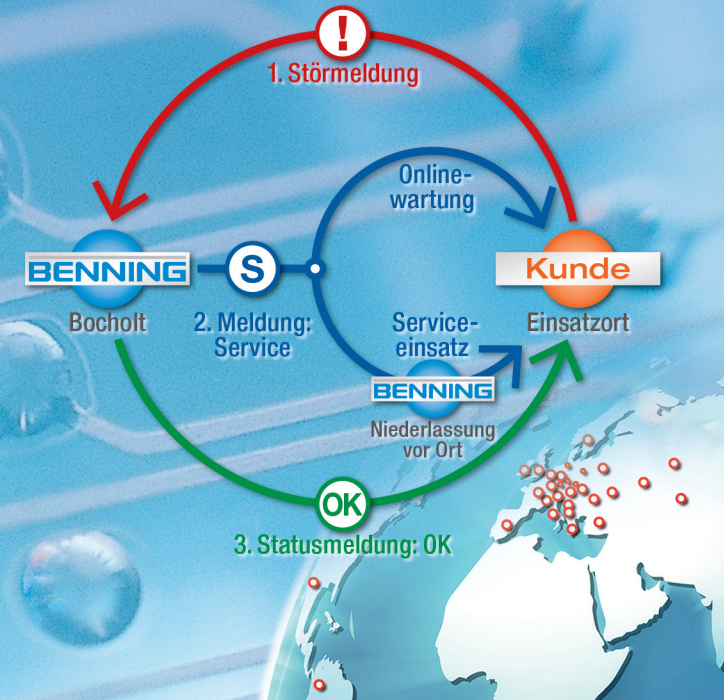 !
1. Störmeldung
Online-
wartung
BENNING
S
Kunde
Bocholt
2. Meldung:
Service
Service-
einsatz
Einsatzort
BENNING
Niederlassung
vor Ort
OK
3. Statusmeldung: OK